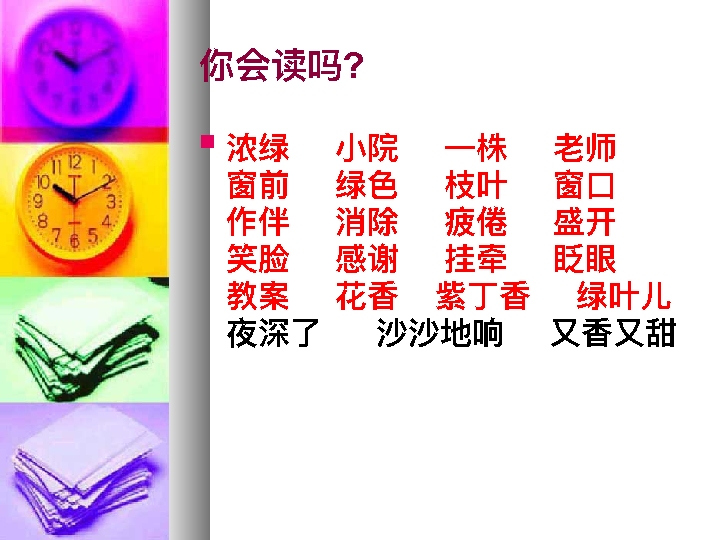 你会读吗?
浓绿 小院 一株 老师
窗前 绿色 枝叶 窗口
作伴 消除 疲倦 盛开
笑脸 感谢 挂牵 眨眼
教案 花香 紫丁香 绿叶儿
夜深了 沙沙地响 又香又甜